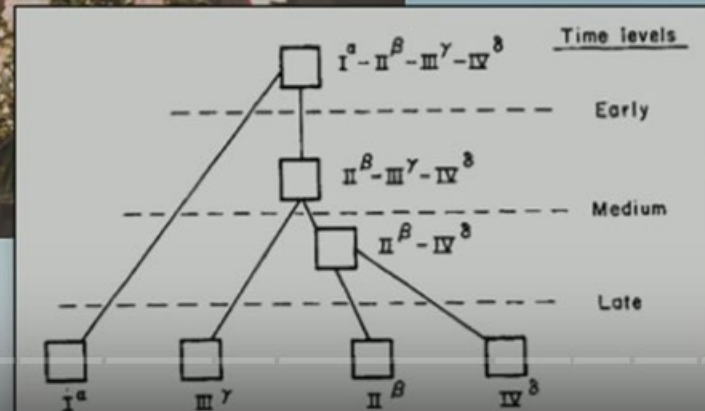 Time levels
I^α-II^β-III^γ-IV^δ
Early
II^β-III^γ-IV^δ
Medium
II^β-IV^δ
Late
I^α III^γ II^β IV^δ